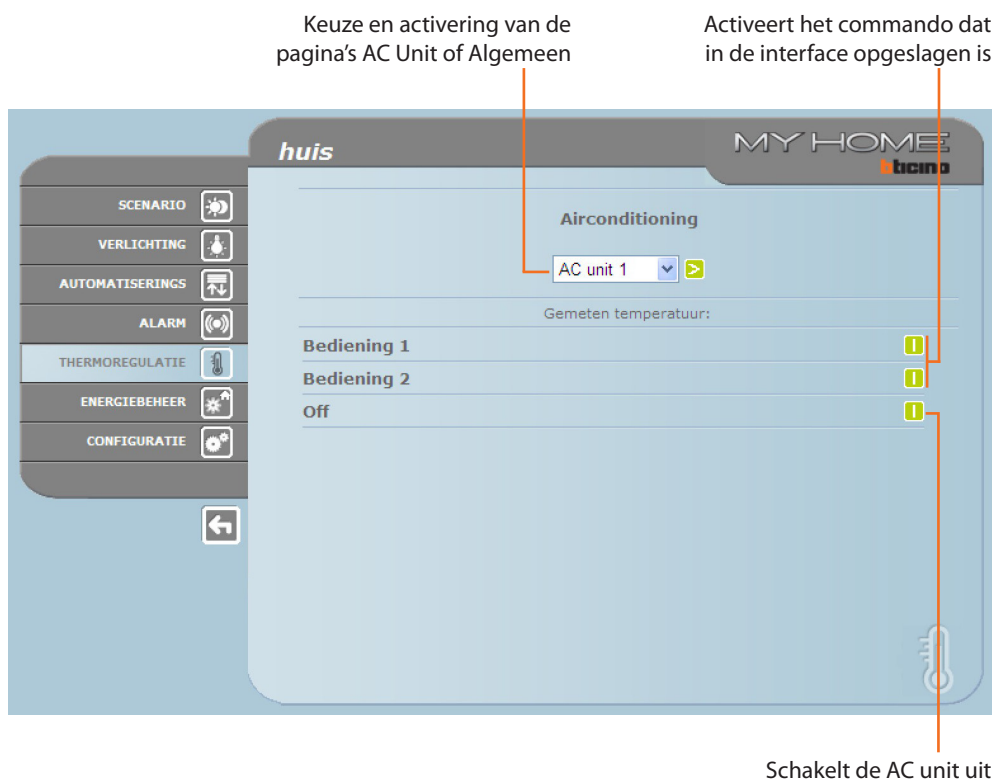 Keuze en activering van de
pagina's AC Unit of Algemeen
Activeert het commando dat
in de interface opgeslagen is
huis
MY HOME
bticino
SCENARIO
VERLICHTING
AUTOMATISERINGS
ALARM
THERMOREGULATIE
ENERGIEBEHEER
CONFIGURATIE
Airconditioning
AC unit 1
Gemeten temperatuur:
Bediening 1
Bediening 2
Off
Schakelt de AC unit uit